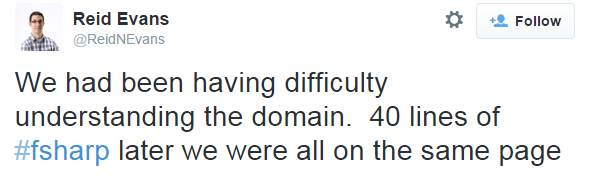 Reid Evans
@ReidNEvans
Follow
We had been having difficulty
understanding the domain.  40 lines of
#fsharp later we were all on the same page